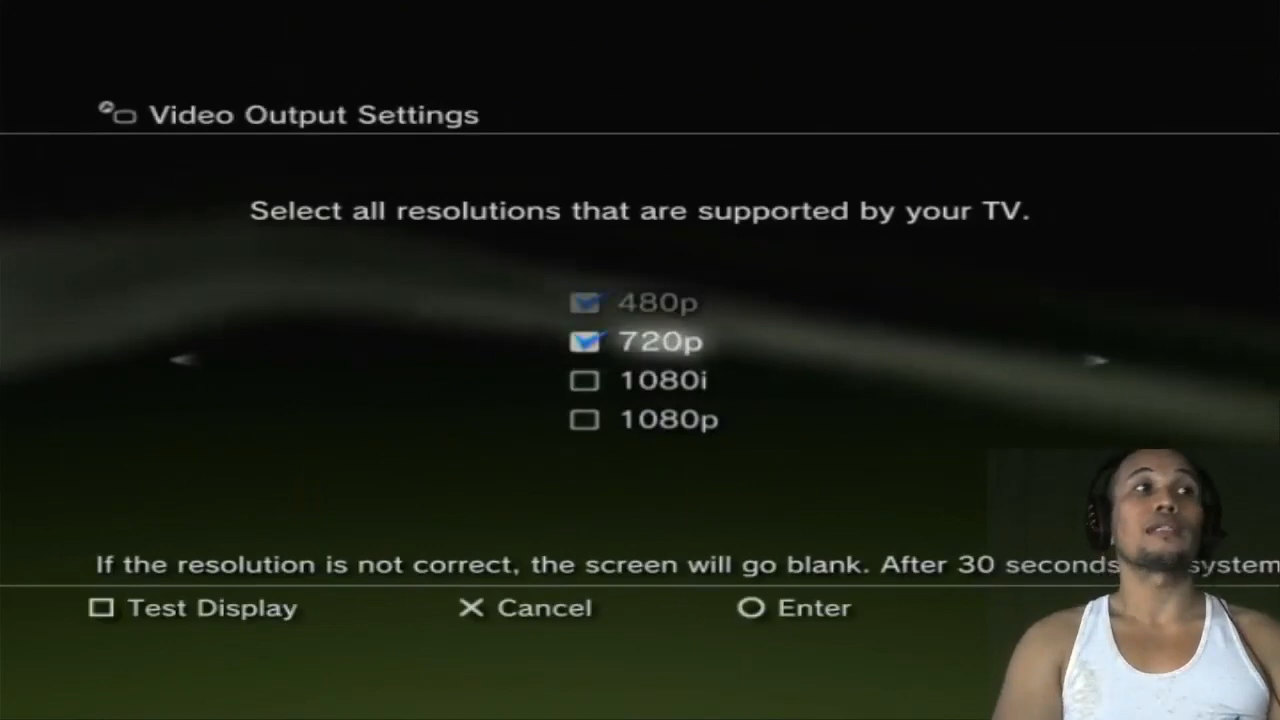 Video Output Settings
Select all resolutions that are supported by your TV.
480p
720p
1080i
1080p
If the resolution is not correct, the screen will go blank. After 30 seconds system
Test Display Cancel Enter